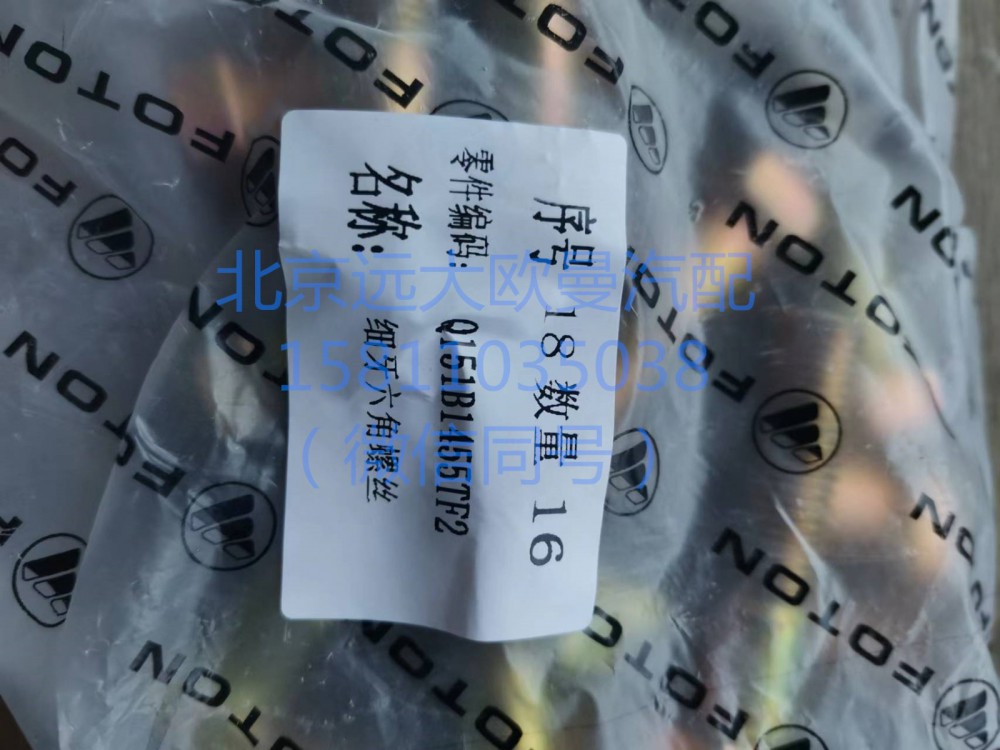 序号 18 数量 16
零件编码: Q151B1455TF2
名称: 细牙六角螺丝
北京远大欧曼汽配
15811035038
（微信同号）
FOTON
FOTON
FOTON
FOTON
FOTON
FOTON